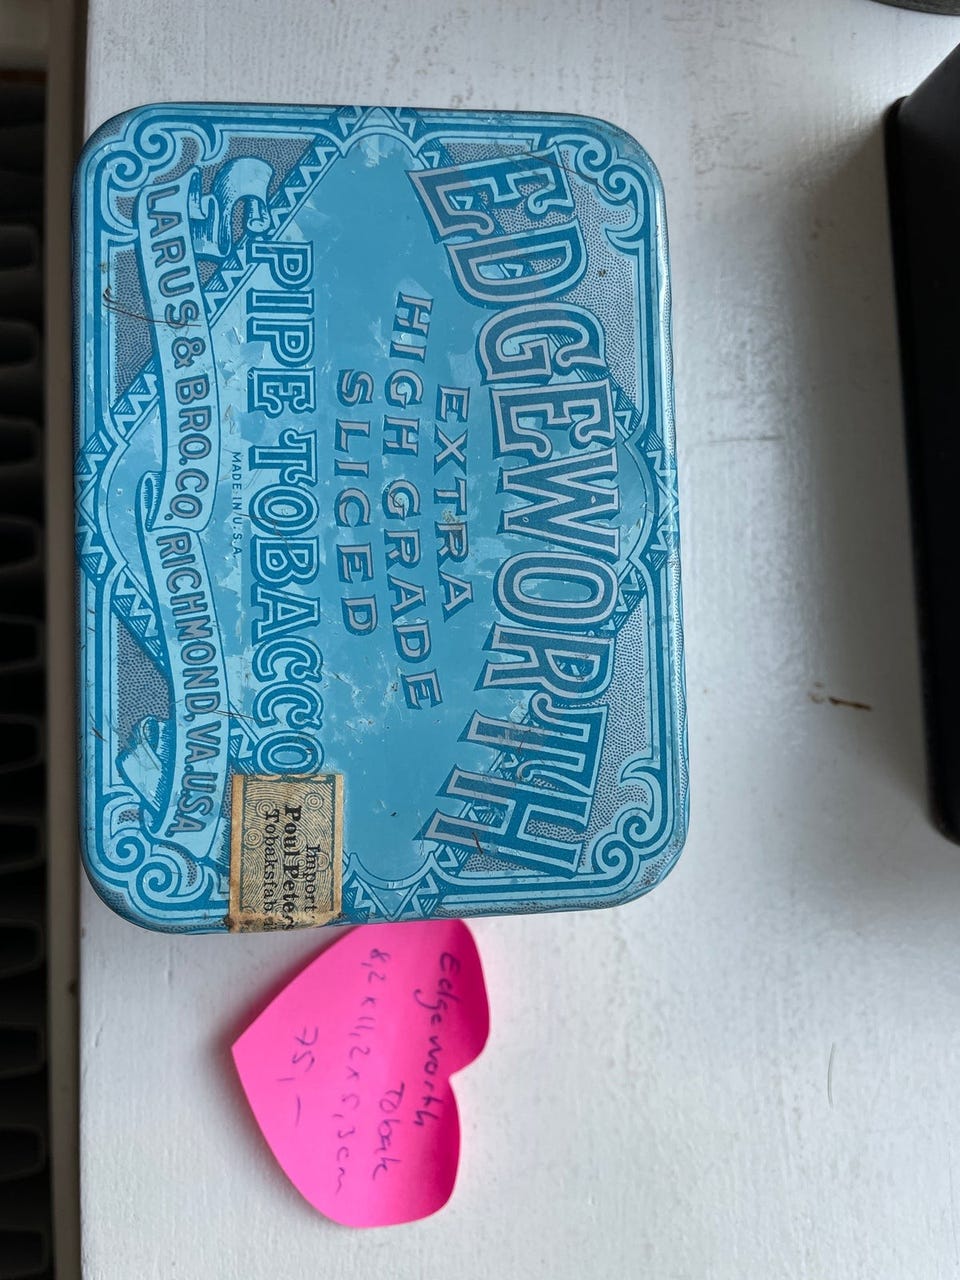 EDGEWORTH
EXTRA
HIGH GRADE
SLICED
PIPE TOBACCO
MADE IN U.S.A.
LARUS & BRO. CO. RICHMOND, VA. U.S.A
Import
Poul Peters
Tobaksfab
Edgeworth
Tobak
8,2 x 11,2 x 5,3 cm
75,-